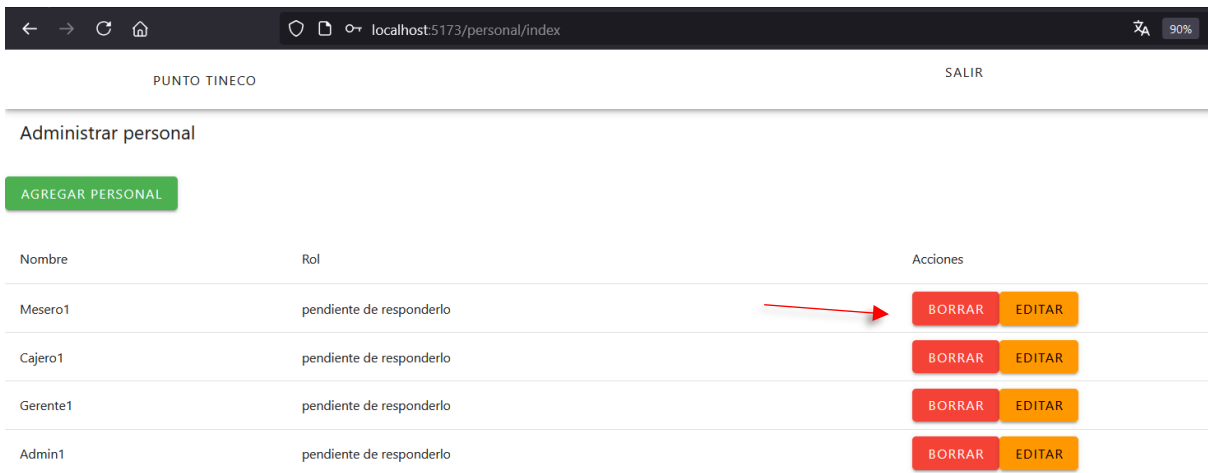 localhost:5173/personal/index 90%
PUNTO TINECO SALIR
Administrar personal
AGREGAR PERSONAL
Nombre Rol Acciones
Mesero1 pendiente de responderlo BORRAR EDITAR
Cajero1 pendiente de responderlo BORRAR EDITAR
Gerente1 pendiente de responderlo BORRAR EDITAR
Admin1 pendiente de responderlo BORRAR EDITAR